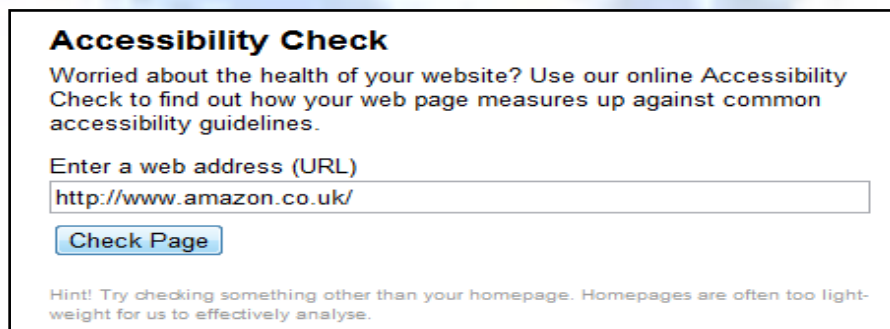 Accessibility Check
Worried about the health of your website? Use our online Accessibility
Check to find out how your web page measures up against common
accessibility guidelines.
Enter a web address (URL)
http://www.amazon.co.uk/
Check Page
Hint! Try checking something other than your homepage. Homepages are often too light-
weight for us to effectively analyse.